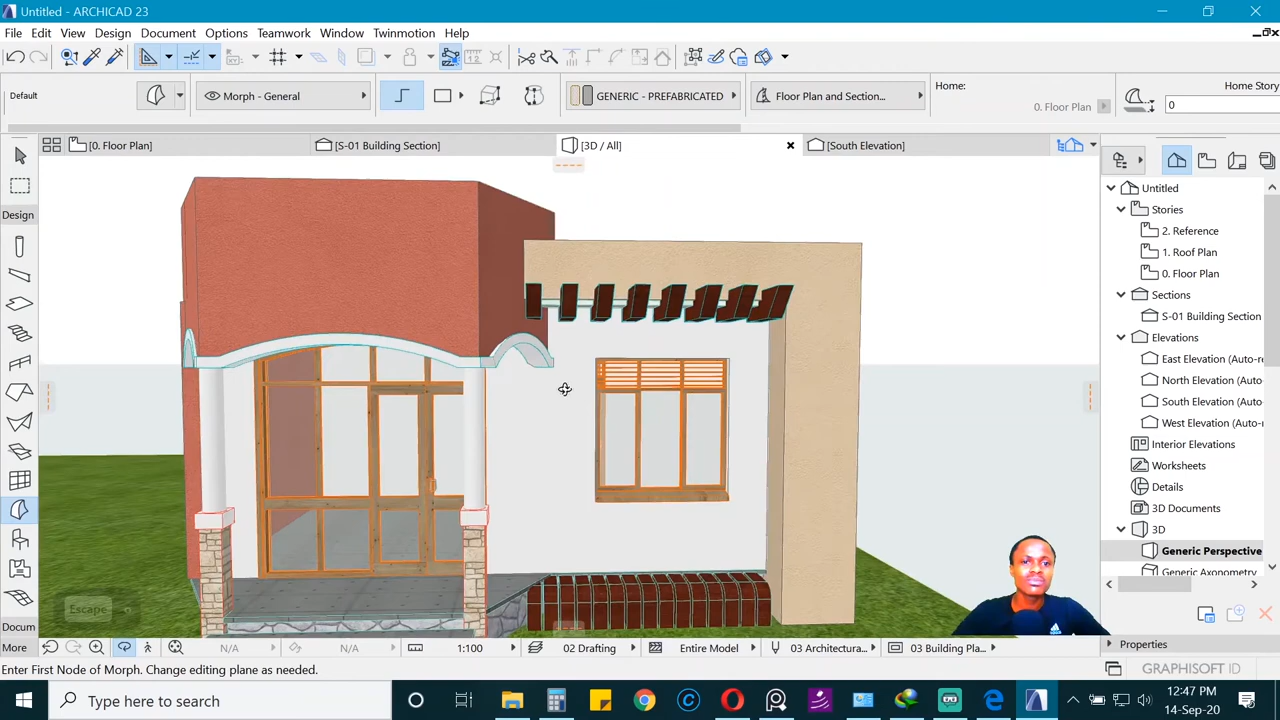 Untitled - ARCHICAD 23
File Edit View Design Document Options Teamwork Window Twinmotion Help
Default
Morph - General
GENERIC - PREFABRICATED
Floor Plan and Section...
Home:
0. Floor Plan
Home Story
0
[0. Floor Plan]
[S-01 Building Section]
[3D / All]
[South Elevation]
Design
Untitled
Stories
2. Reference
1. Roof Plan
0. Floor Plan
Sections
S-01 Building Section
Elevations
East Elevation (Auto-r
North Elevation (Auto-
South Elevation (Auto-
West Elevation (Auto-r
Interior Elevations
Worksheets
Details
3D Documents
3D
Generic Perspective
Generic Axonometry
Escape
Docum
More
N/A
N/A
1:100
02 Drafting
Entire Model
03 Architectura...
03 Building Pla...
Properties
Enter First Node of Morph. Change editing plane as needed.
GRAPHISOFT ID
Type here to search
12:47 PM
14-Sep-20